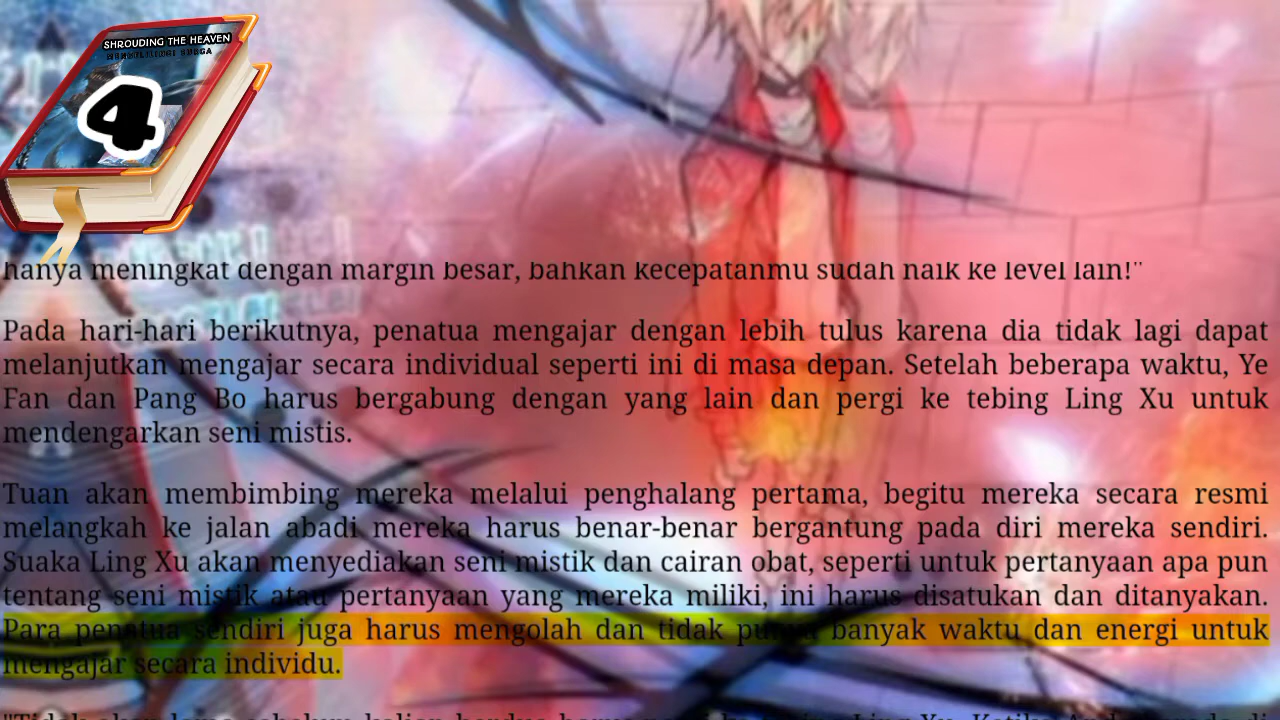 SHROUDING THE HEAVEN
4
hanya meningkat dengan margin besar, bahkan kecepatanmu sudah naik ke level lain!"
Pada hari-hari berikutnya, penatua mengajar dengan lebih tulus karena dia tidak lagi dapat
melanjutkan mengajar secara individual seperti ini di masa depan. Setelah beberapa waktu, Ye
Fan dan Pang Bo harus bergabung dengan yang lain dan pergi ke tebing Ling Xu untuk
mendengarkan seni mistis.
Tuan akan membimbing mereka melalui penghalang pertama, begitu mereka secara resmi
melangkah ke jalan abadi mereka harus benar-benar bergantung pada diri mereka sendiri.
Suaka Ling Xu akan menyediakan seni mistik dan cairan obat, seperti untuk pertanyaan apa pun
tentang seni mistik atau pertanyaan yang mereka miliki, ini harus disatukan dan ditanyakan.
Para penatua sendiri juga harus mengolah dan tidak punya banyak waktu dan energi untuk
mengajar secara individu.